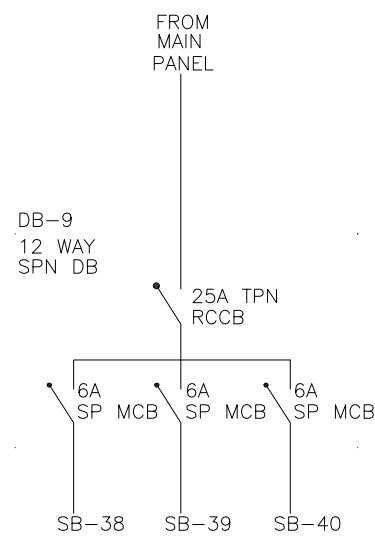 FROM
MAIN
PANEL
DB-9
12 WAY
SPN DB
25A TPN
RCCB
6A
SP MCB
6A
SP MCB
6A
SP MCB
SB-38
SB-39
SB-40